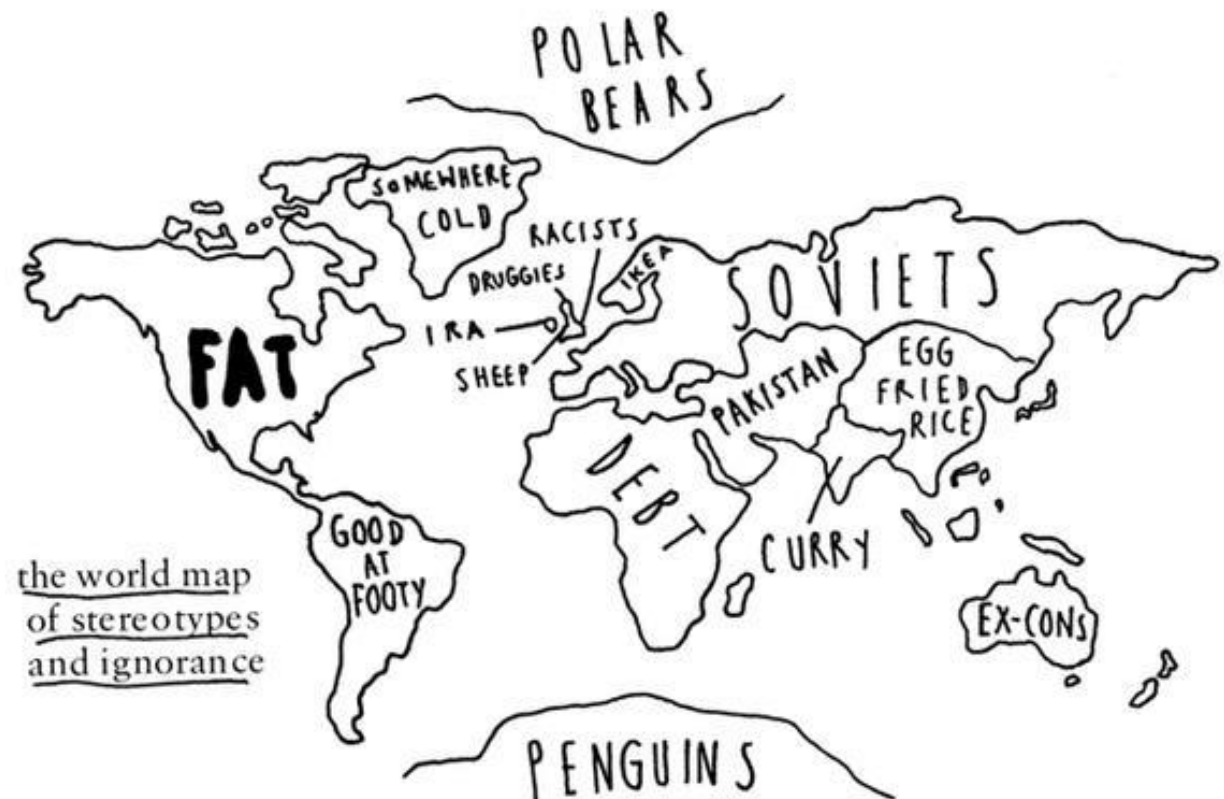 POLAR
BEARS
SOMEWHERE
COLD
RACISTS
DRUGGIES
IKEA
SOVIETS
IRA
SHEEP
FAT
PAKISTAN
EGG
FRIED
RICE
DEBT
CURRY
GOOD
AT
FOOTY
EX-CONS
the world map
of stereotypes
and ignorance
PENGUINS